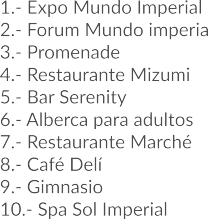 1.- Expo Mundo Imperial
2.- Forum Mundo imperia
3.- Promenade
4.- Restaurante Mizumi
5.- Bar Serenity
6.- Alberca para adultos
7.- Restaurante Marché
8.- Café Delí
9.- Gimnasio
10.- Spa Sol Imperial